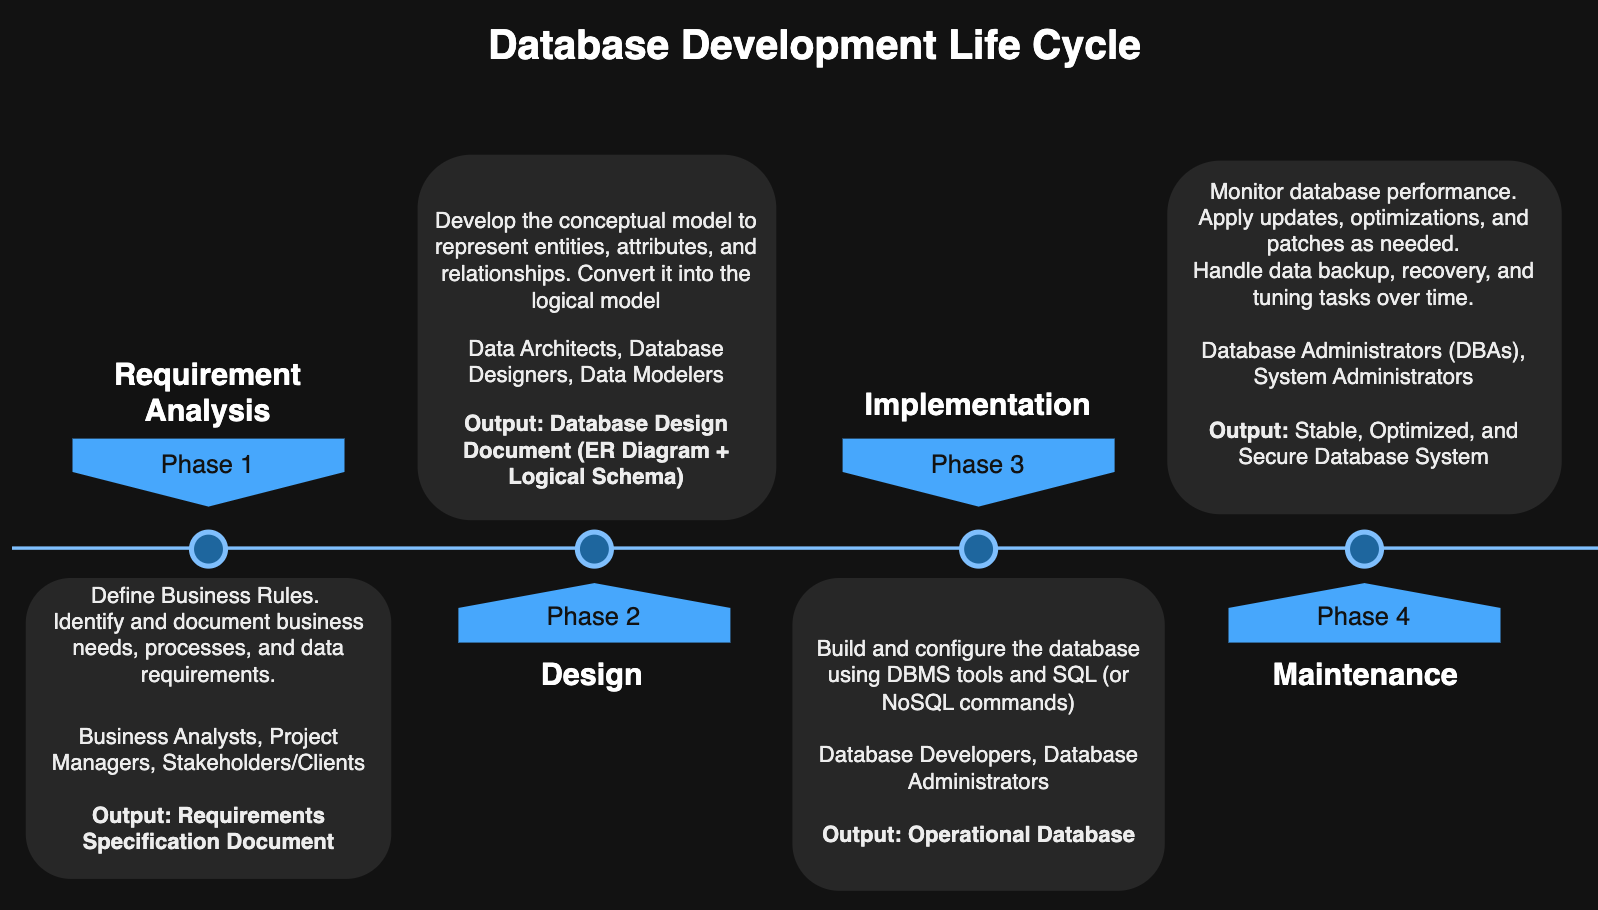 Database Development Life Cycle
Requirement
Analysis
Phase 1
Define Business Rules.
Identify and document business
needs, processes, and data
requirements.
Business Analysts, Project
Managers, Stakeholders/Clients
Output: Requirements
Specification Document
Develop the conceptual model to
represent entities, attributes, and
relationships. Convert it into the
logical model
Data Architects, Database
Designers, Data Modelers
Output: Database Design
Document (ER Diagram +
Logical Schema)
Phase 2
Design
Implementation
Phase 3
Build and configure the database
using DBMS tools and SQL (or
NoSQL commands)
Database Developers, Database
Administrators
Output: Operational Database
Monitor database performance.
Apply updates, optimizations, and
patches as needed.
Handle data backup, recovery, and
tuning tasks over time.
Database Administrators (DBAs),
System Administrators
Output: Stable, Optimized, and
Secure Database System
Phase 4
Maintenance